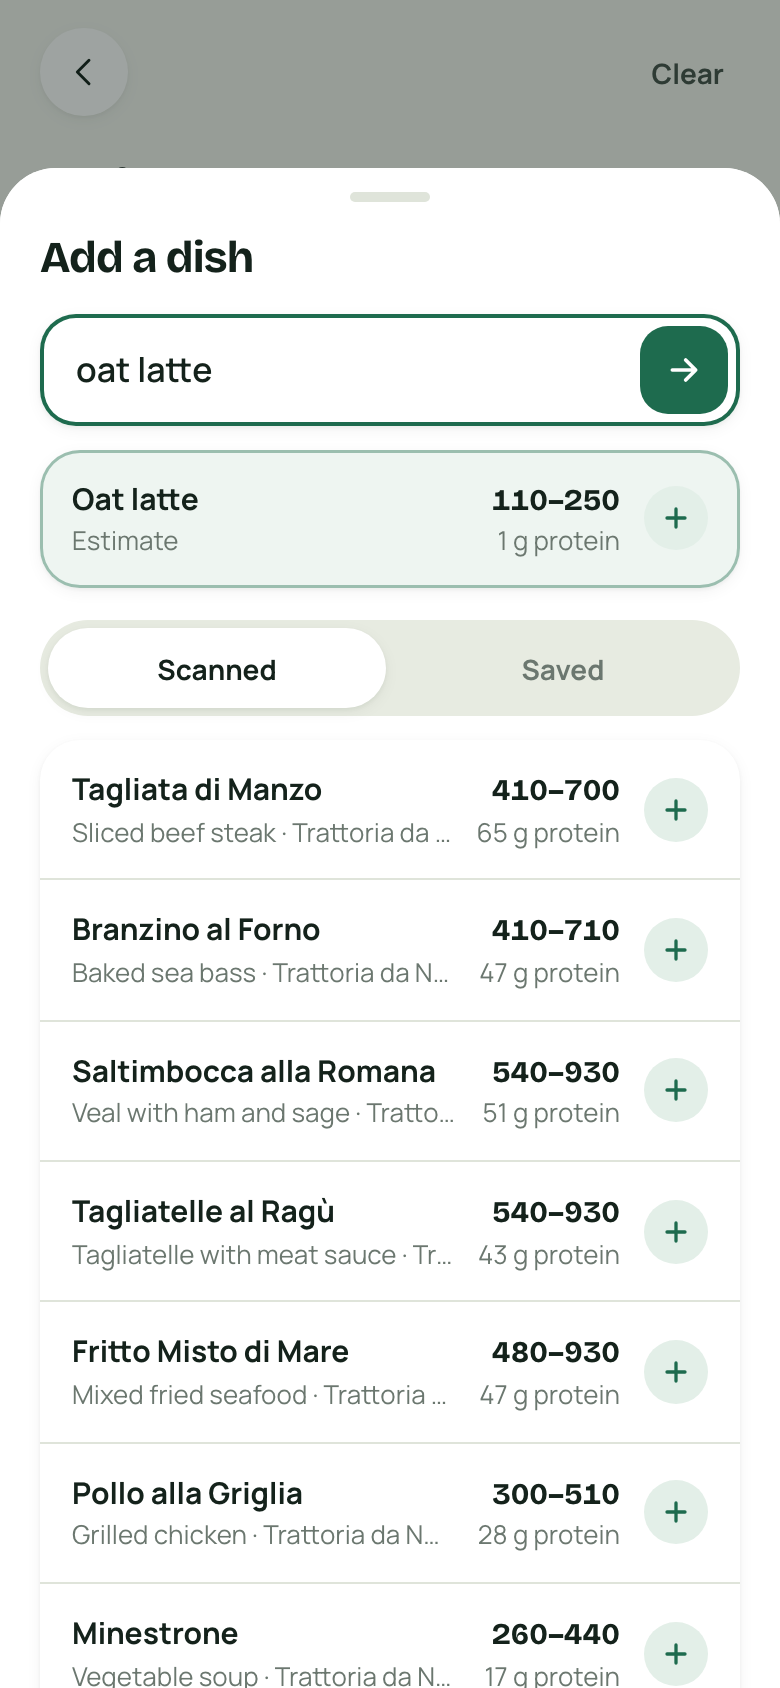 Clear
Add a dish
oat latte
Oat latte
110–250
Estimate
1 g protein
Scanned
Saved
Tagliata di Manzo
410–700
Sliced beef steak · Trattoria da ...
65 g protein
Branzino al Forno
410–710
Baked sea bass · Trattoria da N...
47 g protein
Saltimbocca alla Romana
540–930
Veal with ham and sage · Tratto...
51 g protein
Tagliatelle al Ragù
540–930
Tagliatelle with meat sauce · Tr...
43 g protein
Fritto Misto di Mare
480–930
Mixed fried seafood · Trattoria ...
47 g protein
Pollo alla Griglia
300–510
Grilled chicken · Trattoria da N...
28 g protein
Minestrone
260–440
Vegetable soup · Trattoria da N...
17 g protein